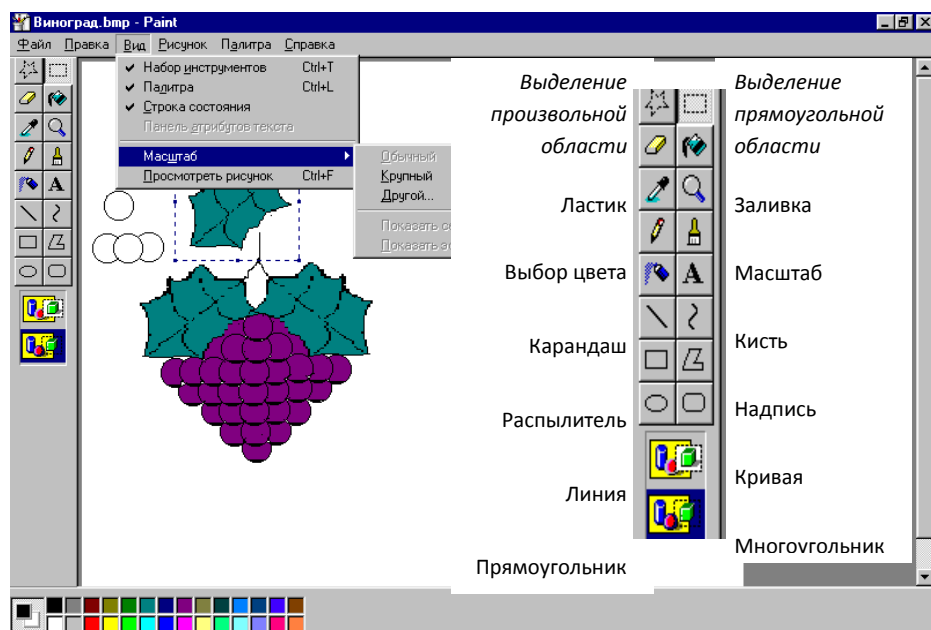 Виноград.bmp - Paint
Файл Правка Вид Рисунок Палитра Справка
Набор инструментов Ctrl+T
Палитра Ctrl+L
Строка состояния
Панель атрибутов текста
Масштаб
Просмотреть рисунок Ctrl+F
Обычный
Крупный
Другой...
Показать
Показать
Выделение
произвольной
области
Ластик
Выбор цвета
Карандаш
Распылитель
Линия
Прямоугольник
Выделение
прямоугольной
области
Заливка
Масштаб
Кисть
Надпись
Кривая
Многоугольник
A
A